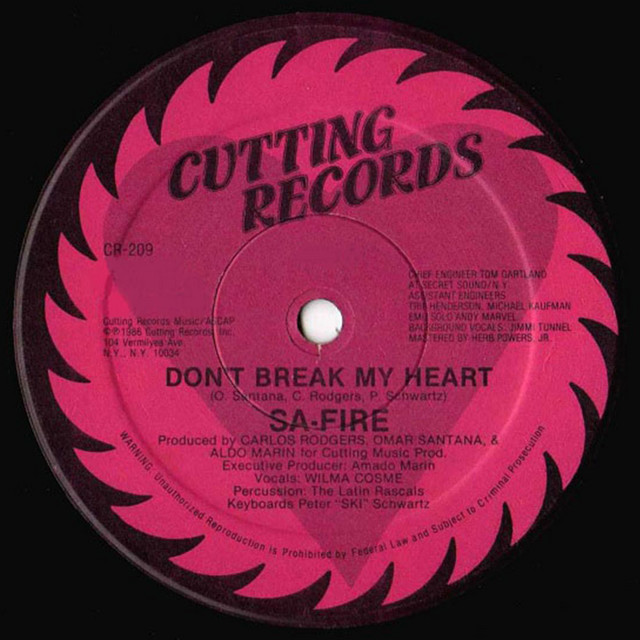 CUTTING
RECORDS
CR-209
CHIEF ENGINEER TOM GARTLAND
AT SECRET SOUND/N.Y.
ASSISTANT ENGINEERS
TRIP HENDERSON, MICHAEL KAUFMAN
EMU SOLO ANDY MARVEL
BACKGROUND VOCALS: JIMMI TUNNEL
MASTERED BY HERB POWERS, JR.
Cutting Records Music/ASCAP
©℗1986 Cutting Records, Inc.
104 Vermilyea Ave.
N.Y., N.Y. 10034
DON'T BREAK MY HEART
(O. Santana, C. Rodgers, P. Schwartz)
SA-FIRE
Produced by CARLOS RODGERS, OMAR SANTANA, &
ALDO MARIN for Cutting Music Prod.
Executive Producer: Amado Marin
Vocals: WILMA COSME
Percussion: The Latin Rascals
Keyboards Peter "SKI" Schwartz
WARNING: Unauthorized Reproduction is Prohibited by Federal Law and Subject to Criminal Prosecution